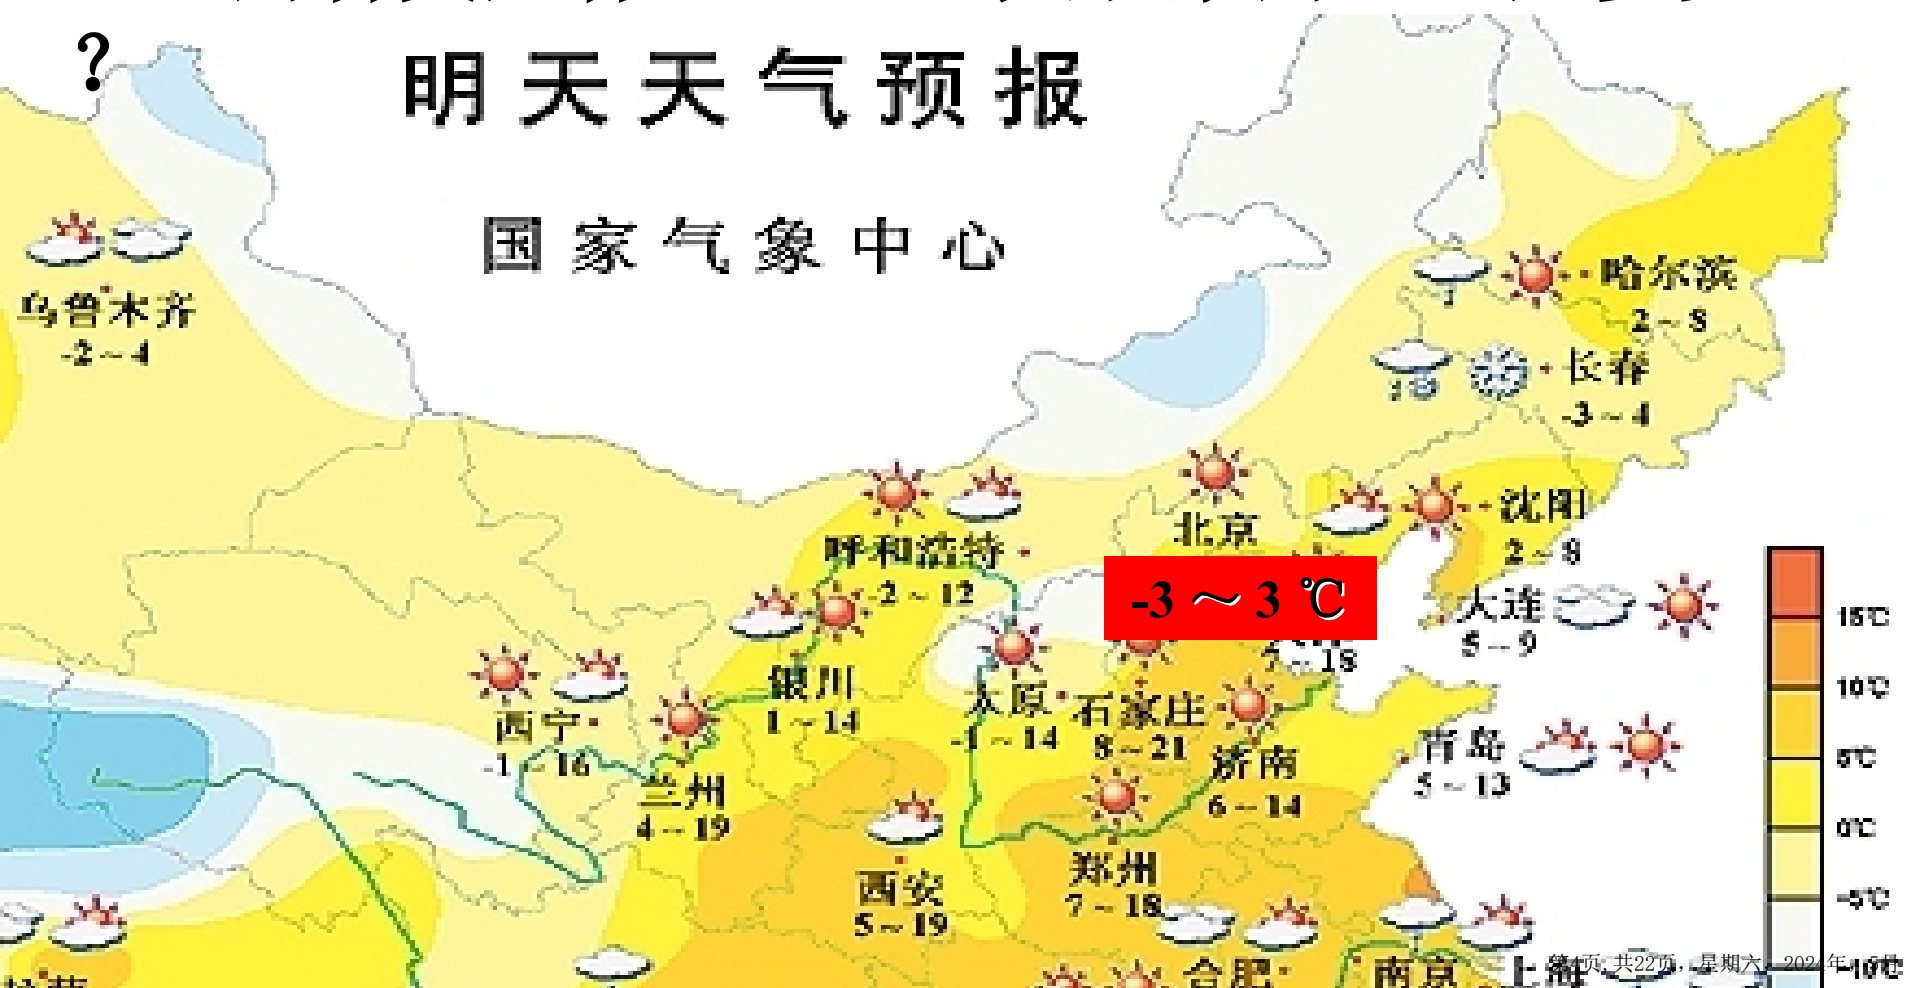 ?
明天天气预报
国家气象中心
乌鲁木齐
-2~4
哈尔滨
-2~8
长春
-3~4
北京
-3～3 ℃
沈阳
2~8
呼和浩特
-2~12
大连
5~9
15℃
银川
1~14
太原
-1~14
石家庄
8~21
10℃
西宁
-1~16
兰州
4~19
济南
6~14
青岛
5~13
5℃
0℃
西安
5~19
郑州
7~18
-5℃
合肥
南京
上海
-10℃